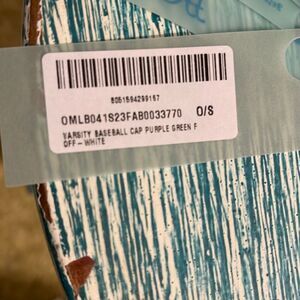 8051594299157
OMLB041S23FAB0033770 O/S
VARSITY BASEBALL CAP PURPLE GREEN F
OFF-WHITE